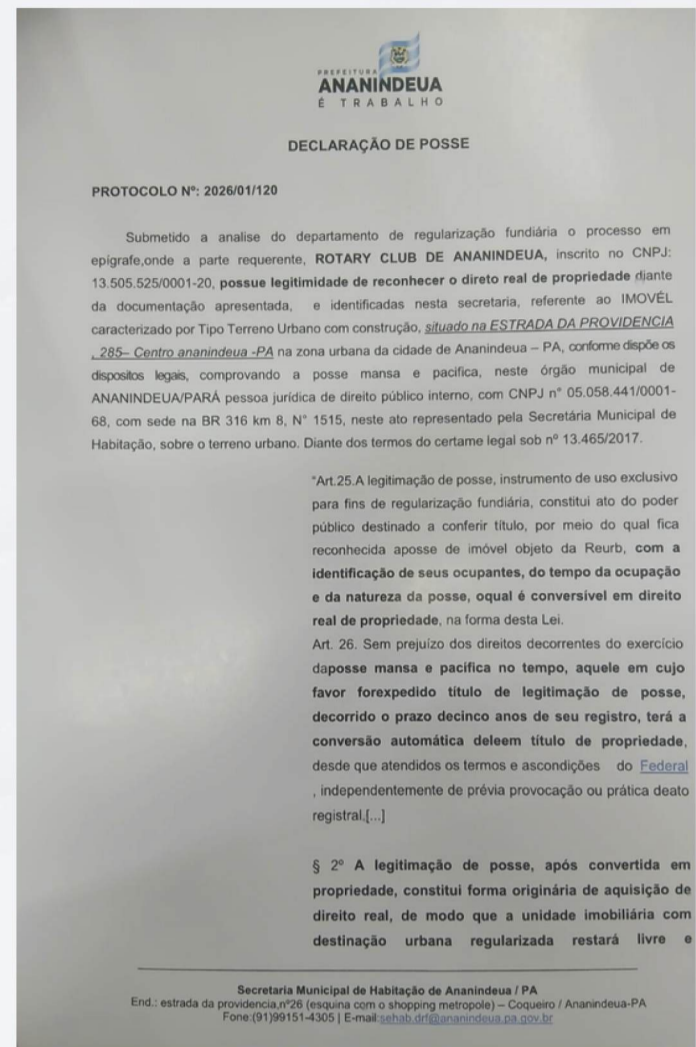 PREFEITURA
ANANINDEUA
É TRABALHO
DECLARAÇÃO DE POSSE
PROTOCOLO Nº: 2026/01/120
Submetido a analise do departamento de regularização fundiária o processo em
epigrafe,onde a parte requerente, ROTARY CLUB DE ANANINDEUA, inscrito no CNPJ:
13.505.525/0001-20, possue legitimidade de reconhecer o direto real de propriedade diante
da documentação apresentada, e identificadas nesta secretaria, referente ao IMOVÉL
caracterizado por Tipo Terreno Urbano com construção, situado na ESTRADA DA PROVIDENCIA
, 285– Centro ananindeua -PA na zona urbana da cidade de Ananindeua – PA, conforme dispõe os
dispositos legais, comprovando a posse mansa e pacifica, neste órgão municipal de
ANANINDEUA/PARÁ pessoa jurídica de direito público interno, com CNPJ n° 05.058.441/0001-
68, com sede na BR 316 km 8, N° 1515, neste ato representado pela Secretária Municipal de
Habitação, sobre o terreno urbano. Diante dos termos do certame legal sob nº 13.465/2017.
"Art.25.A legitimação de posse, instrumento de uso exclusivo
para fins de regularização fundiária, constitui ato do poder
público destinado a conferir título, por meio do qual fica
reconhecida aposse de imóvel objeto da Reurb, com a
identificação de seus ocupantes, do tempo da ocupação
e da natureza da posse, oqual é conversível em direito
real de propriedade, na forma desta Lei.
Art. 26. Sem prejuízo dos direitos decorrentes do exercício
daposse mansa e pacifica no tempo, aquele em cujo
favor forexpedido título de legitimação de posse,
decorrido o prazo decinco anos de seu registro, terá a
conversão automática deleem título de propriedade,
desde que atendidos os termos e ascondições do Federal
, independentemente de prévia provocação ou prática deato
registral.[...]
§ 2º A legitimação de posse, após convertida em
propriedade, constitui forma originária de aquisição de
direito real, de modo que a unidade imobiliária com
destinação urbana regularizada restará livre e
Secretaria Municipal de Habitação de Ananindeua / PA
End.: estrada da providencia,nº26 (esquina com o shopping metropole) – Coqueiro / Ananindeua-PA
Fone:(91)99151-4305 | E-mail:sehab.drf@ananindeua.pa.gov.br